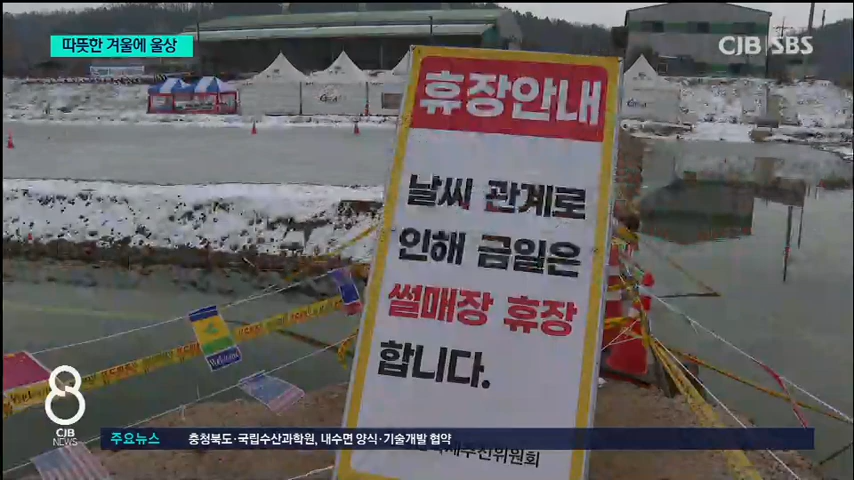 따뜻한 겨울에 울상
CJB SBS
휴장안내
날씨 관계로
인해 금일은
썰매장 휴장
합니다.
8
CJB
NEWS
주요뉴스 충청북도·국립수산과학원, 내수면 양식·기술개발 협약